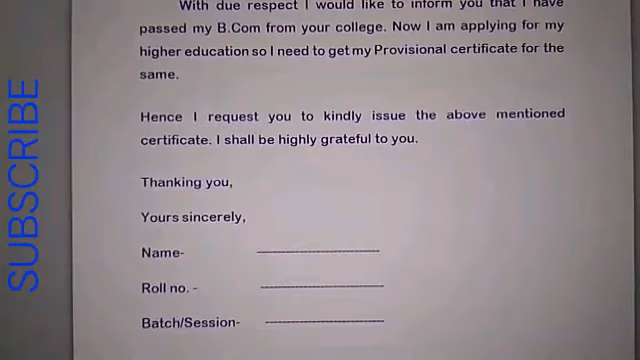 With due respect I would like to inform you that I have
passed my B.Com from your college. Now I am applying for my
higher education so I need to get my Provisional certificate for the
same.
Hence I request you to kindly issue the above mentioned
certificate. I shall be highly grateful to you.
Thanking you,
Yours sincerely,
Name- ------------------------------
Roll no. - ------------------------------
Batch/Session- ------------------------------
SUBSCRIBE